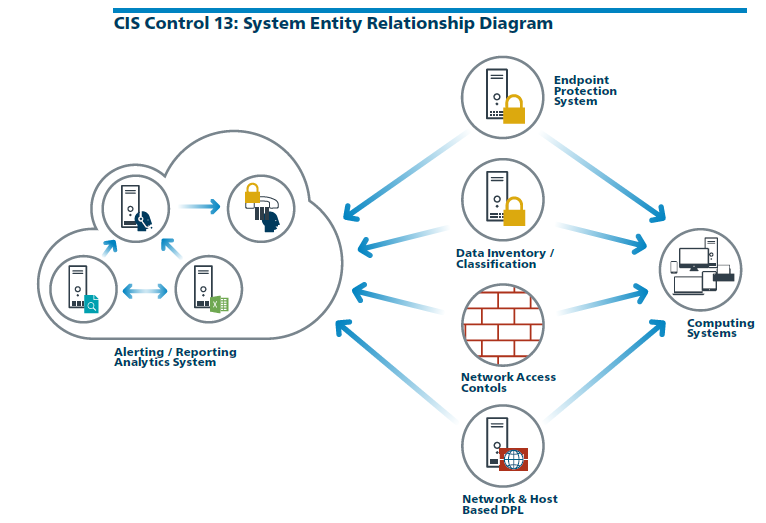 CIS Control 13: System Entity Relationship Diagram
Endpoint
Protection
System
Data Inventory /
Classification
Network Access
Contols
Network & Host
Based DPL
Computing
Systems
Alerting / Reporting
Analytics System